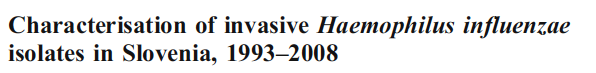 Characterisation of invasive Haemophilus influenzae
isolates in Slovenia, 1993–2008